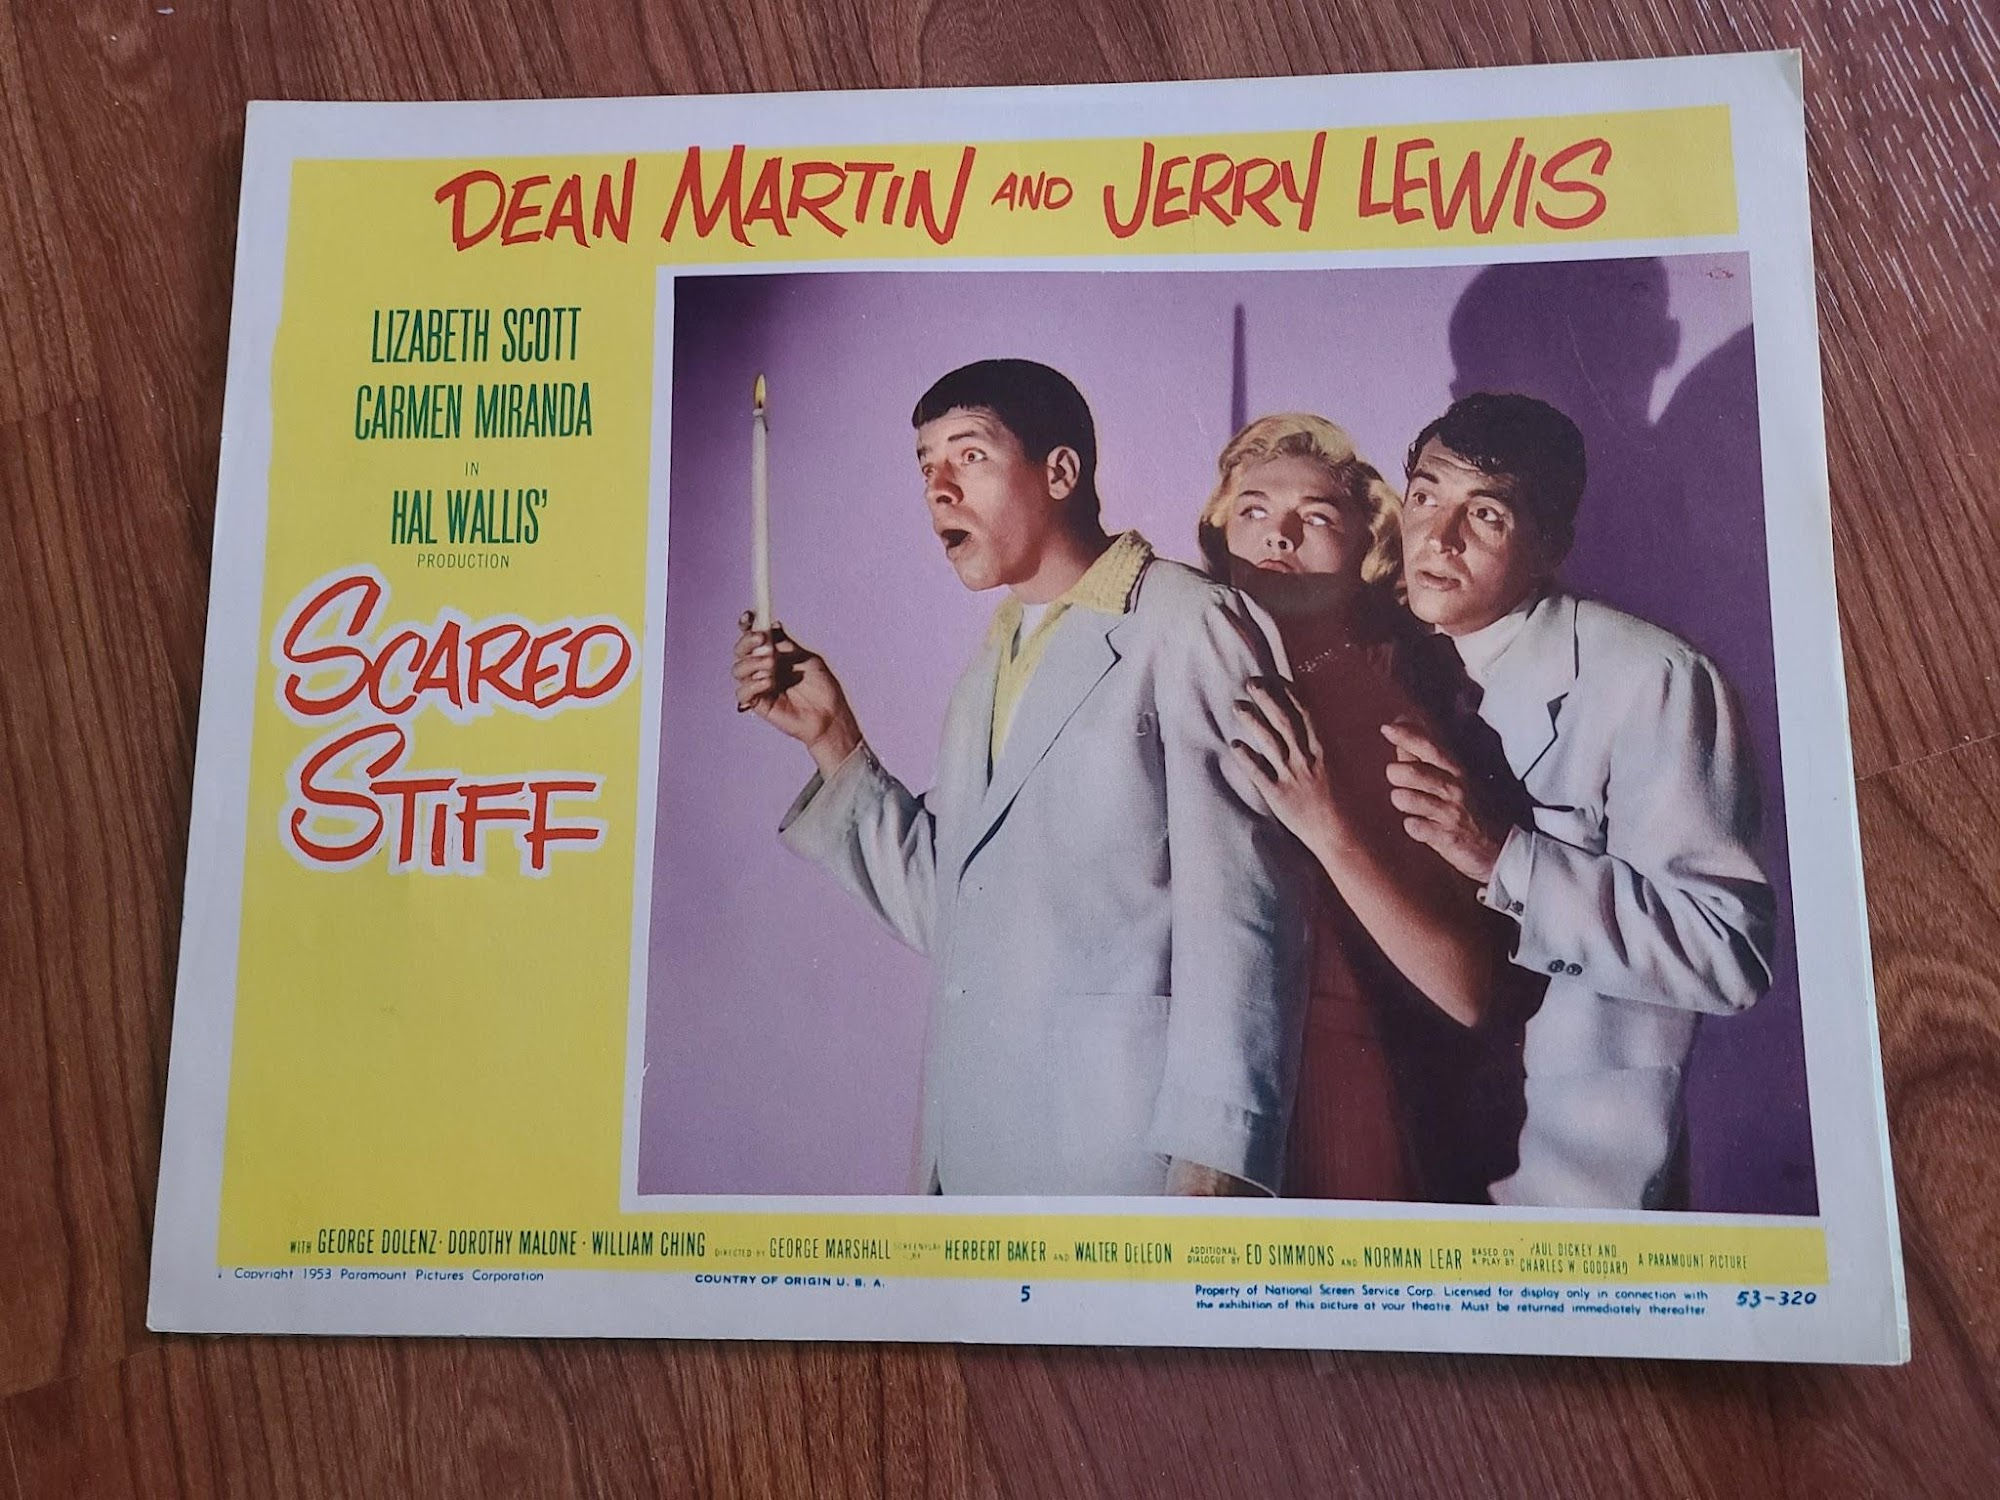 DEAN MARTIN AND JERRY LEWIS
LIZABETH SCOTT
CARMEN MIRANDA
IN
HAL WALLIS'
PRODUCTION
SCARED
STIFF
WITH GEORGE DOLENZ · DOROTHY MALONE · WILLIAM CHING DIRECTED BY GEORGE MARSHALL SCREENPLAY BY HERBERT BAKER AND WALTER DeLEON ADDITIONAL DIALOGUE BY ED SIMMONS AND NORMAN LEAR BASED ON A PLAY BY PAUL DICKEY AND CHARLES W. GODDARD A PARAMOUNT PICTURE
Copyright 1953 Paramount Pictures Corporation
COUNTRY OF ORIGIN U. S. A.
5
Property of National Screen Service Corp. Licensed for display only in connection with
the exhibition of this picture at your theatre. Must be returned immediately thereafter.
53-320